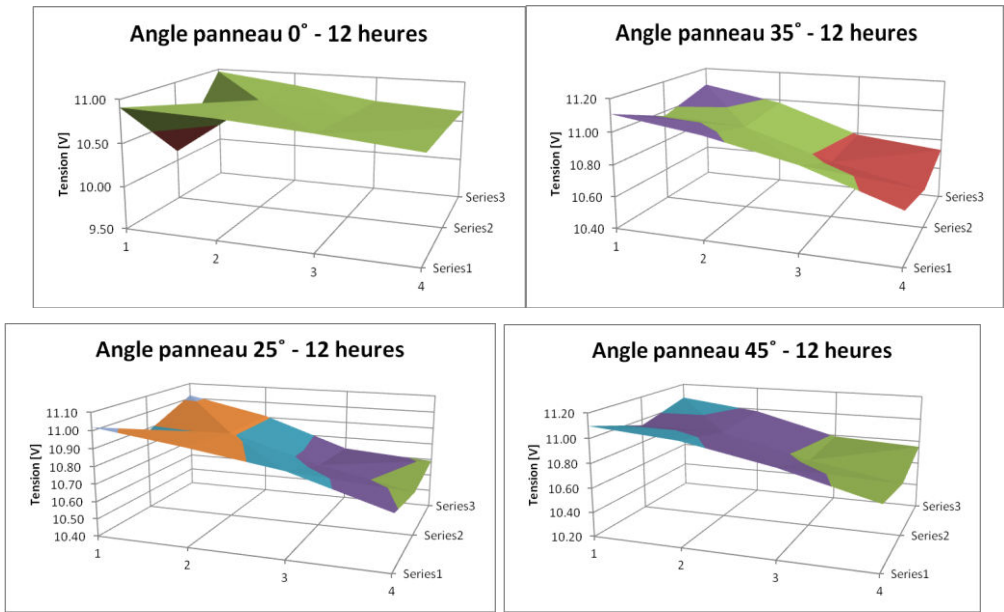 Angle panneau 0˚ - 12 heures
Tension [V]
11.00
10.50
10.00
9.50
1
2
3
4
Series3
Series2
Series1
Angle panneau 35˚ - 12 heures
Tension [V]
11.20
11.00
10.80
10.60
10.40
1
2
3
4
Series3
Series2
Series1
Angle panneau 25˚ - 12 heures
Tension [V]
11.10
11.00
10.90
10.80
10.70
10.60
10.50
10.40
1
2
3
4
Series3
Series2
Series1
Angle panneau 45˚ - 12 heures
Tension [V]
11.20
11.00
10.80
10.60
10.40
10.20
1
2
3
4
Series3
Series2
Series1